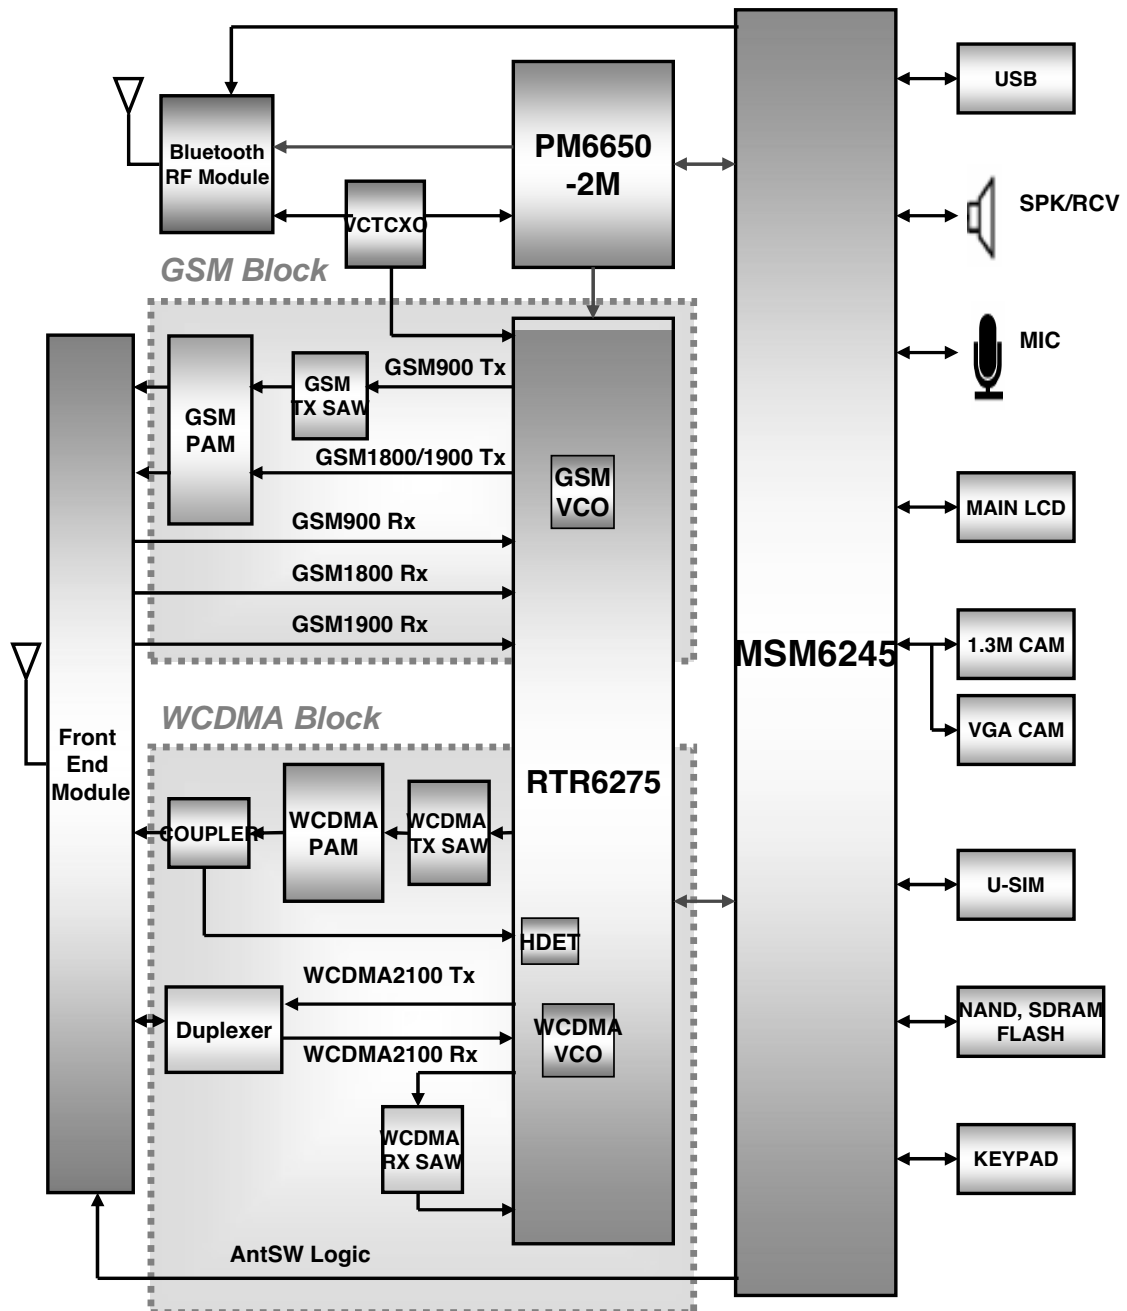 USB
PM6650
-2M
Bluetooth
RF Module
SPK/RCV
VCTCXO
GSM Block
MIC
GSM900 Tx
GSM
TX SAW
GSM
PAM
GSM1800/1900 Tx
GSM
VCO
MAIN LCD
GSM900 Rx
GSM1800 Rx
GSM1900 Rx
MSM6245
1.3M CAM
WCDMA Block
VGA CAM
Front
End
Module
RTR6275
COUPLER
WCDMA
PAM
WCDMA
TX SAW
U-SIM
HDET
WCDMA2100 Tx
NAND, SDRAM
FLASH
Duplexer
WCDMA
VCO
WCDMA2100 Rx
WCDMA
RX SAW
KEYPAD
AntSW Logic